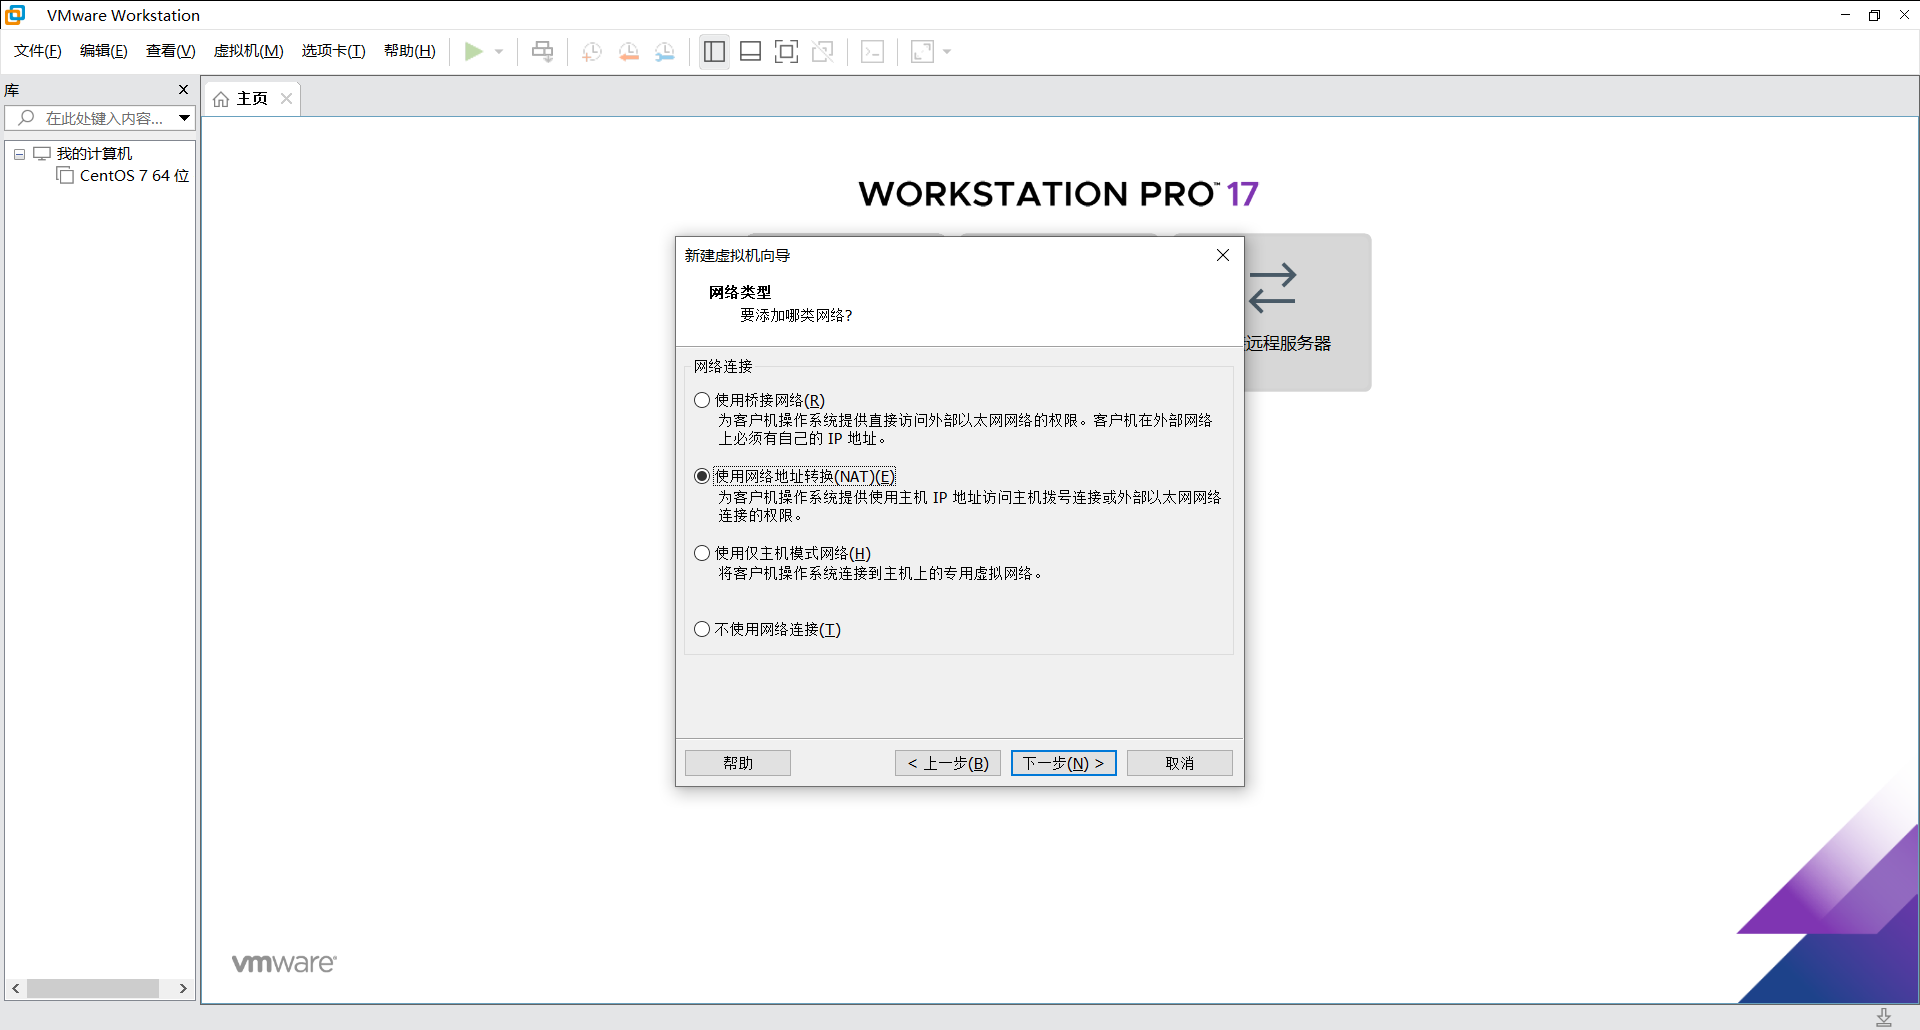 VMware Workstation
文件(F) 编辑(E) 查看(V) 虚拟机(M) 选项卡(T) 帮助(H)
库
在此处键入内容...
我的计算机
CentOS 7 64 位
主页
WORKSTATION PRO™ 17
远程服务器
新建虚拟机向导
网络类型
要添加哪类网络?
网络连接
使用桥接网络(R)
为客户机操作系统提供直接访问外部以太网网络的权限。客户机在外部网络
上必须有自己的 IP 地址。
使用网络地址转换(NAT)(E)
为客户机操作系统提供使用主机 IP 地址访问主机拨号连接或外部以太网网络
连接的权限。
使用仅主机模式网络(H)
将客户机操作系统连接到主机上的专用虚拟网络。
不使用网络连接(T)
帮助 < 上一步(B) 下一步(N) > 取消
vmware®